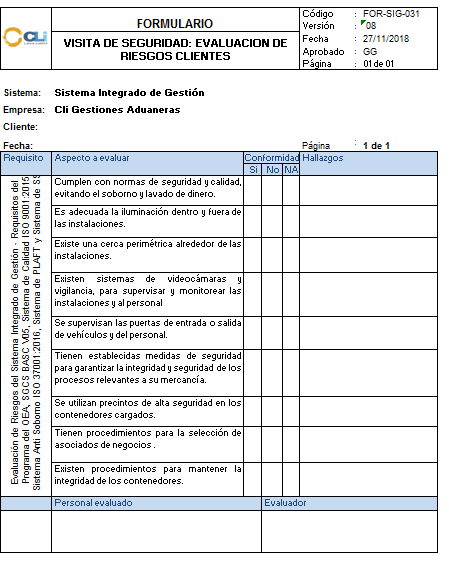 CLi
FORMULARIO
VISITA DE SEGURIDAD: EVALUACION DE
RIESGOS CLIENTES
Código : FOR-SIG-031
Versión : 08
Fecha : 27/11/2018
Aprobado : GG
Página : 01 de 01
Sistema: Sistema Integrado de Gestión
Empresa: Cli Gestiones Aduaneras
Cliente:
Fecha:
Página : 1 de 1
Requisito Aspecto a evaluar Conformidad Hallazgos
Si No NA
Evaluación de Riesgos del Sistema Integrado de Gestión - Requisitos del
Programa del OEA, SGCS BASC V05, Sistema de Calidad ISO 9001:2015
Sistema Anti Soborno ISO 37001:2016, Sistema de PLAFT y Sistema de SS
Cumplen con normas de seguridad y calidad,
evitando el soborno y lavado de dinero.
Es adecuada la iluminación dentro y fuera de
las instalaciones.
Existe una cerca perimétrica alrededor de las
instalaciones.
Existen sistemas de videocámaras y
vigilancia, para supervisar y monitorear las
instalaciones y al personal
Se supervisan las puertas de entrada o salida
de vehículos y del personal.
Tienen establecidas medidas de seguridad
para garantizar la integridad y seguridad de los
procesos relevantes a su mercancía.
Se utilizan precintos de alta seguridad en los
contenedores cargados.
Tienen procedimientos para la selección de
asociados de negocios .
Existen procedimientos para mantener la
integridad de los contenedores.
Personal evaluado Evaluador